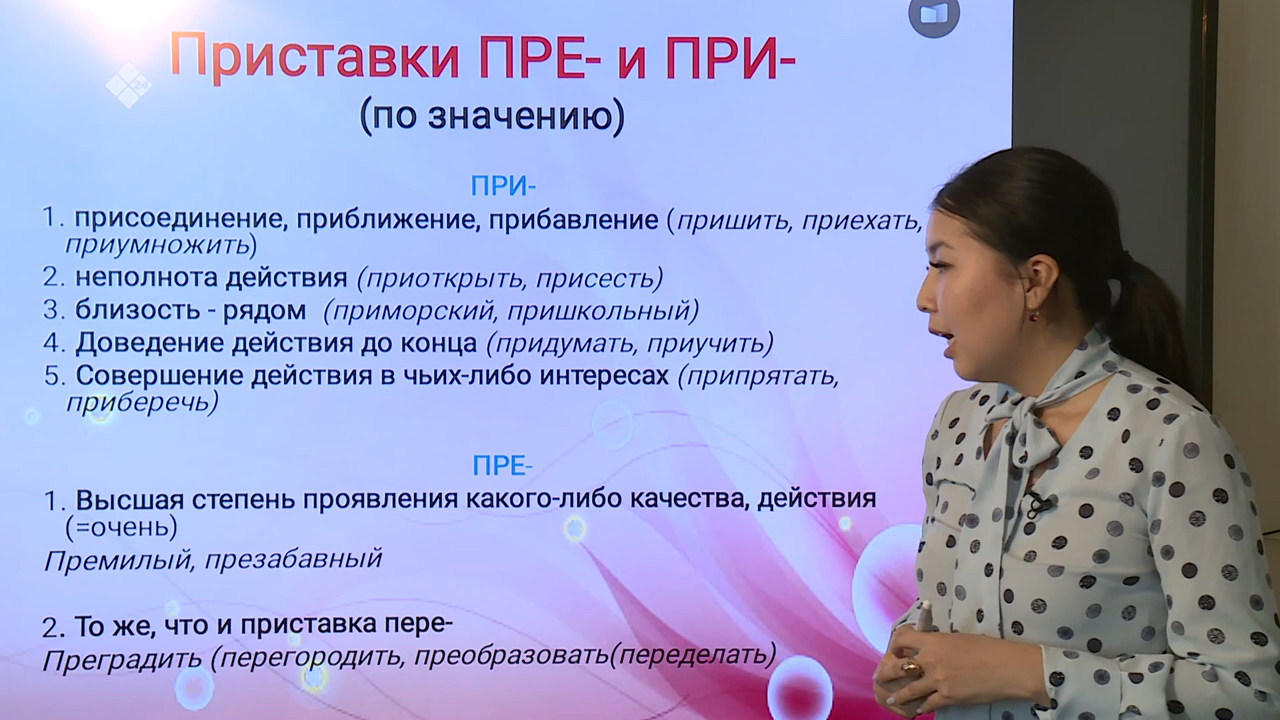 Приставки ПРЕ- и ПРИ-
(по значению)
24
ПРИ-
1. присоединение, приближение, прибавление (пришить, приехать,
приумножить)
2. неполнота действия (приоткрыть, присесть)
3. близость - рядом (приморский, пришкольный)
4. Доведение действия до конца (придумать, приучить)
5. Совершение действия в чьих-либо интересах (припрятать,
приберечь)
ПРЕ-
1. Высшая степень проявления какого-либо качества, действия
(=очень)
Премилый, презабавный
2. То же, что и приставка пере-
Преградить (перегородить, преобразовать(переделать)